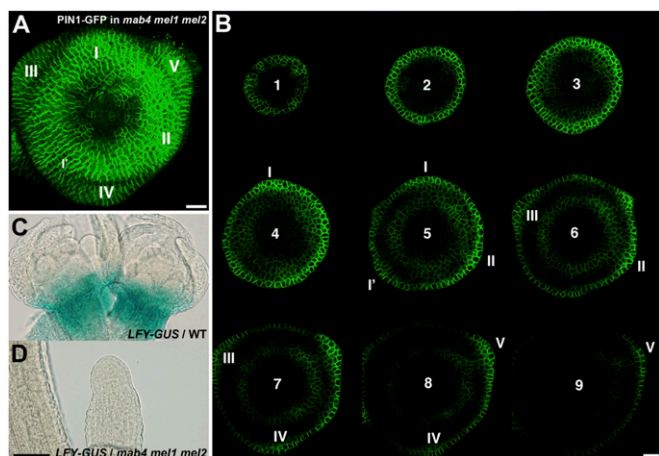 A
PIN1-GFP in mab4 mel1 mel2
I
III
V
II
I'
IV
B
1
2
3
I
4
I
5
II
I'
III
6
II
III
7
IV
V
8
IV
V
9
C
LFY-GUS / WT
D
LFY-GUS / mab4 mel1 mel2